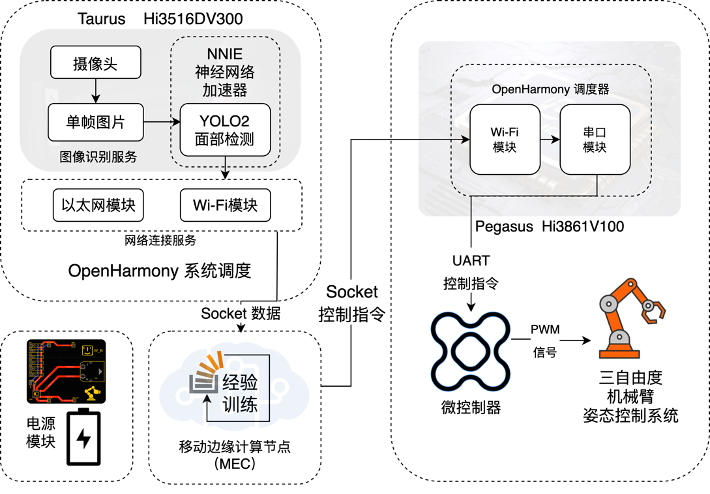 Taurus Hi3516DV300
摄像头
NNIE
神经网络
加速器
单帧图片
YOLO2
面部检测
图像识别服务
以太网模块
Wi-Fi模块
网络连接服务
OpenHarmony 系统调度
Socket 数据
电源
模块
经验
训练
移动边缘计算节点
（MEC）
Socket
控制指令
OpenHarmony 调度器
Wi-Fi
模块
串口
模块
Pegasus Hi3861V100
UART
控制指令
微控制器
PWM
信号
三自由度
机械臂
姿态控制系统